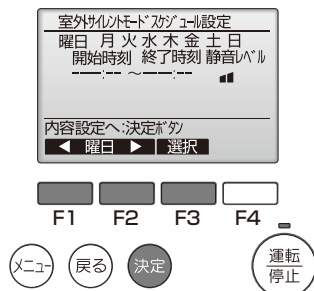 室外ｻｲﾚﾝﾄﾓｰﾄﾞｽｹｼﾞｭｰﾙ設定
曜日 月 火 水 木 金 土 日
開始時刻 終了時刻 静音ﾚﾍﾞﾙ
--:-- ～ --:--
内容設定へ:決定ﾎﾞﾀﾝ
◀ 曜日 ▶ 選択
F1 F2 F3 F4
メニュー 戻る 決定 運転
停止